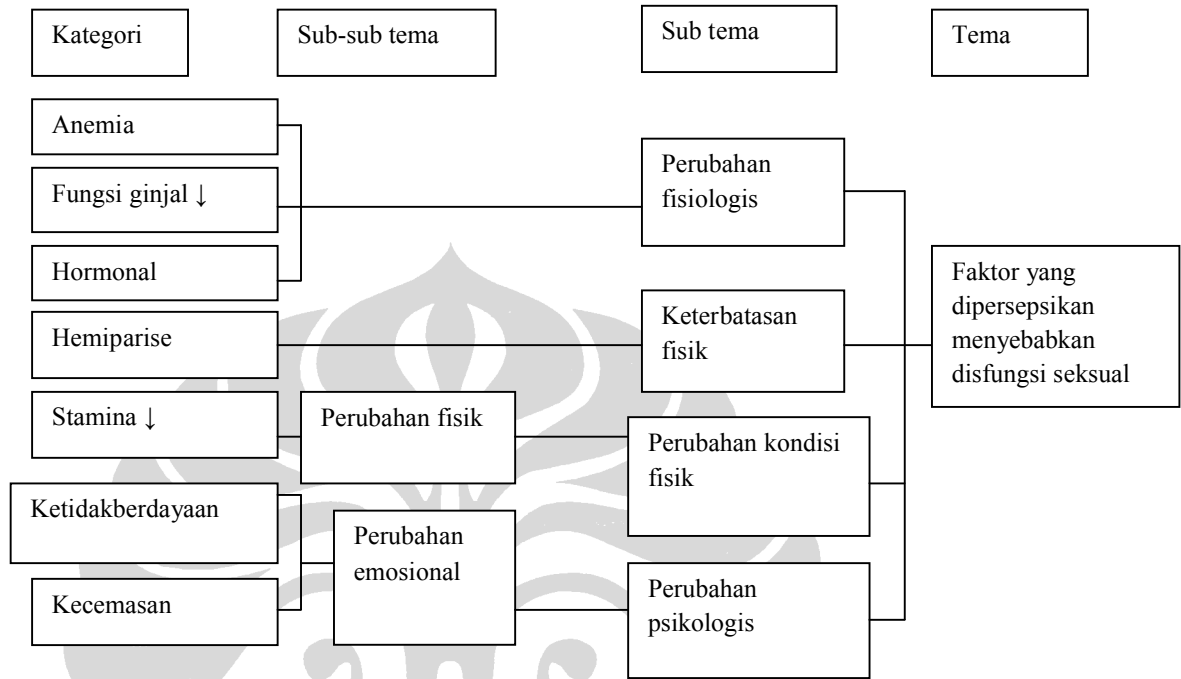 Kategori
Sub-sub tema
Sub tema
Tema
Anemia
Fungsi ginjal ↓
Hormonal
Hemiparise
Stamina ↓
Ketidakberdayaan
Kecemasan
Perubahan fisik
Perubahan
emosional
Perubahan
fisiologis
Keterbatasan
fisik
Perubahan kondisi
fisik
Perubahan
psikologis
Faktor yang
dipersepsikan
menyebabkan
disfungsi seksual